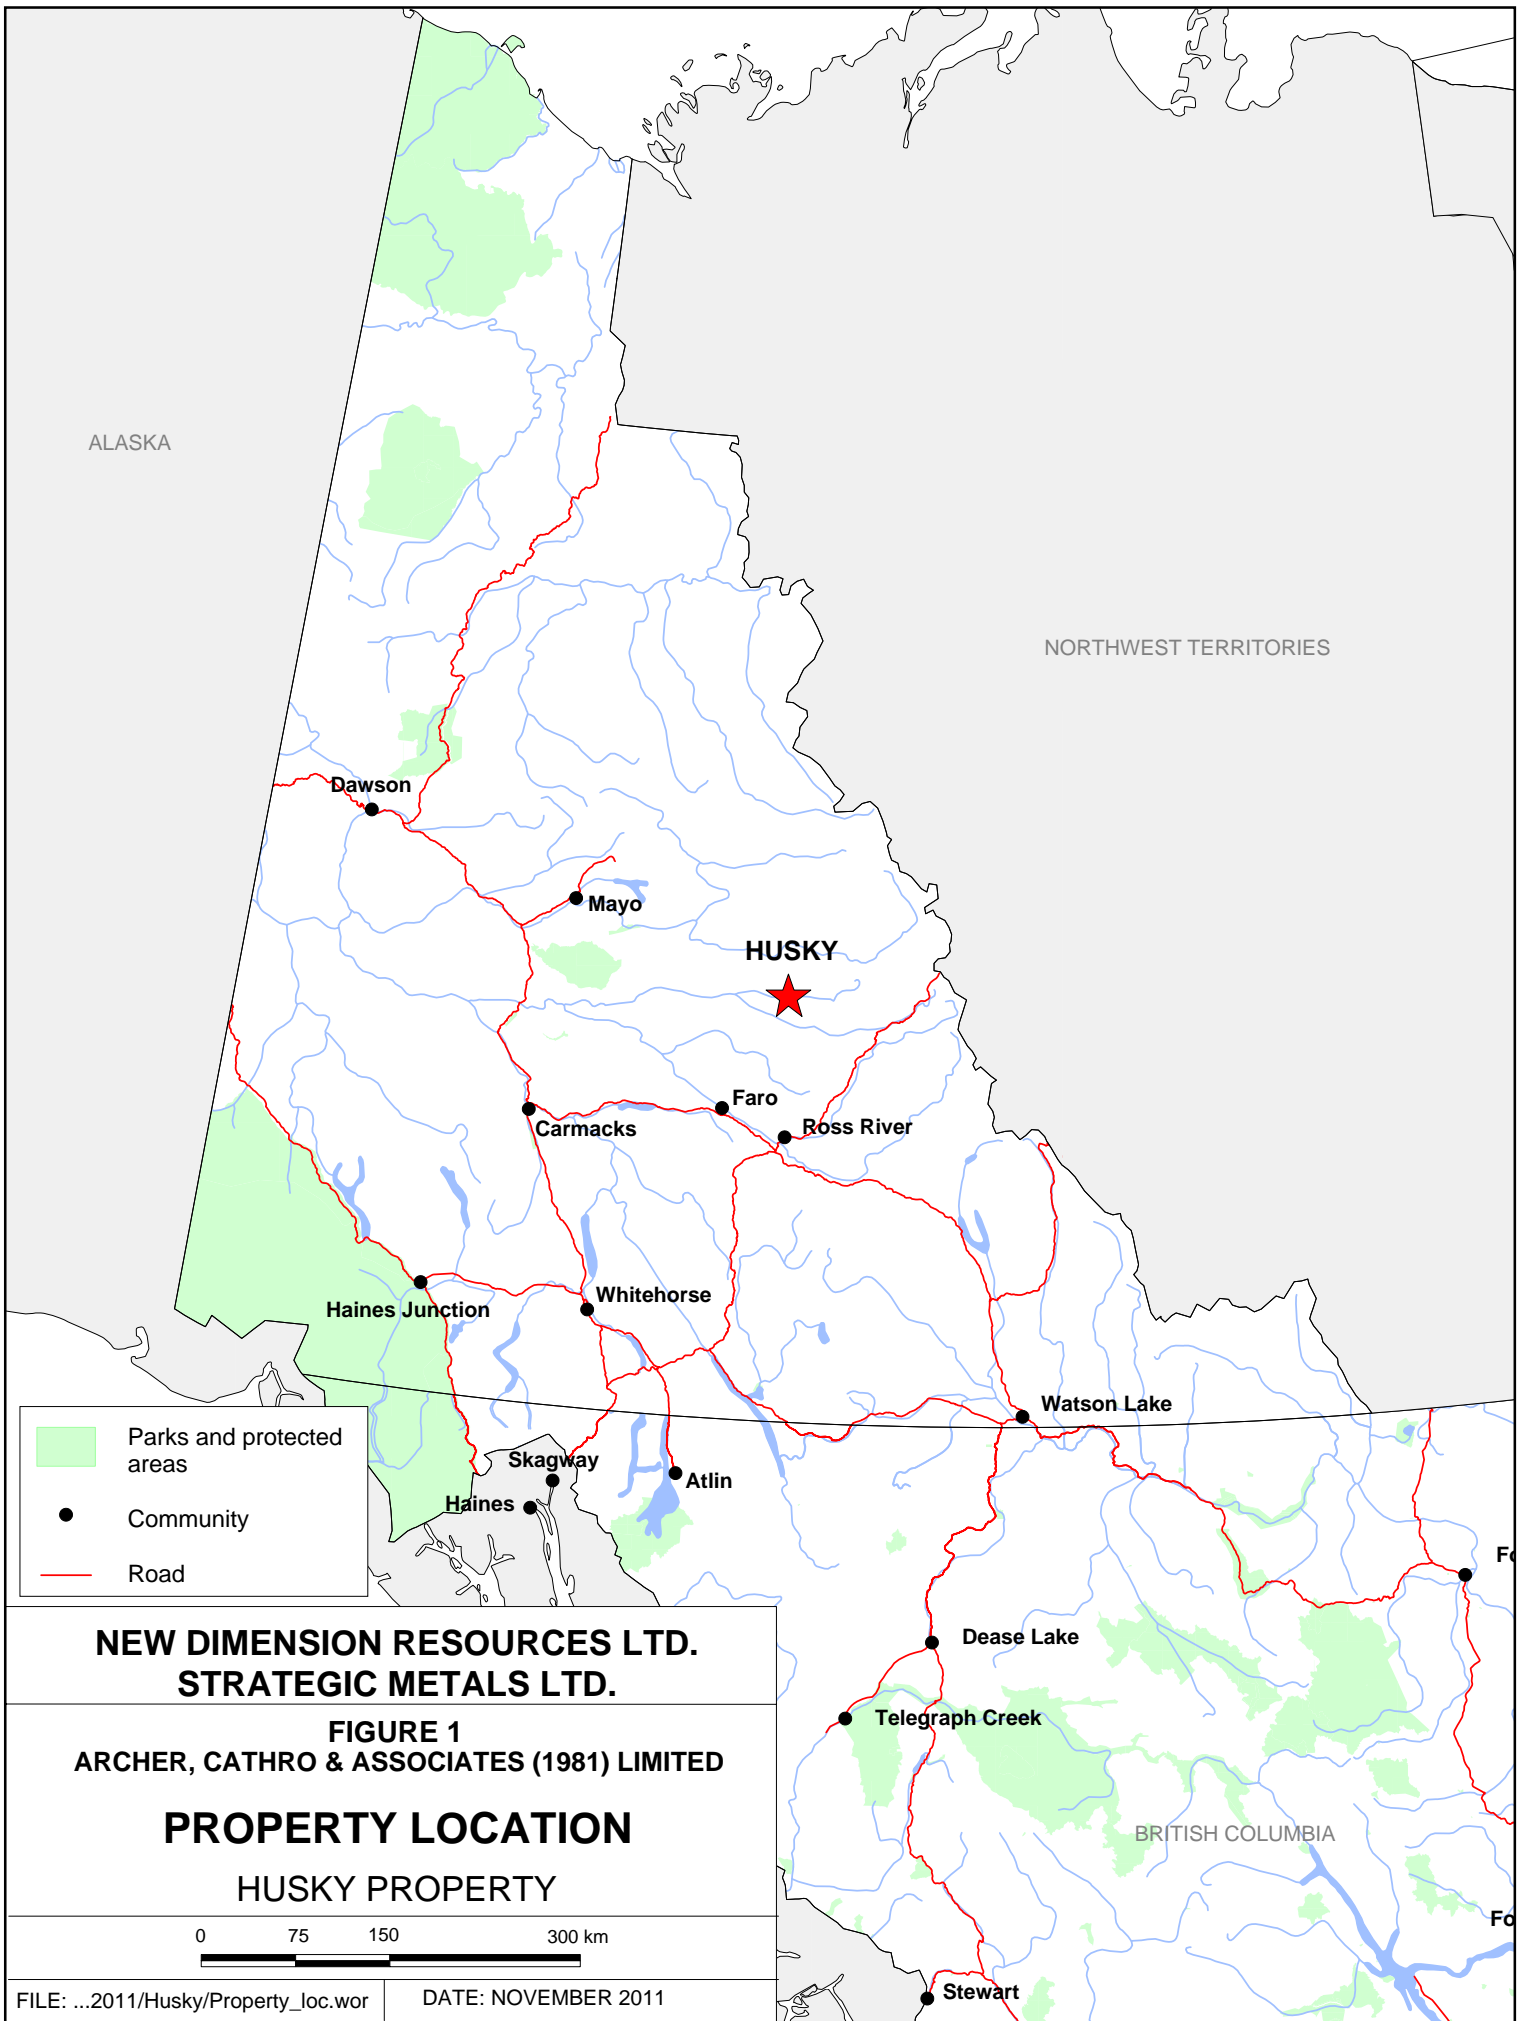 ALASKA
NORTHWEST TERRITORIES
Dawson
Mayo
HUSKY
Faro
Carmacks
Ross River
Whitehorse
Haines Junction
Watson Lake
Skagway
Atlin
Haines
Fo
Dease Lake
Telegraph Creek
BRITISH COLUMBIA
Fo
Stewart
Parks and protected
areas
Community
Road
NEW DIMENSION RESOURCES LTD.
STRATEGIC METALS LTD.
FIGURE 1
ARCHER, CATHRO & ASSOCIATES (1981) LIMITED
PROPERTY LOCATION
HUSKY PROPERTY
0 75 150 300 km
FILE: ...2011/Husky/Property_loc.wor
DATE: NOVEMBER 2011